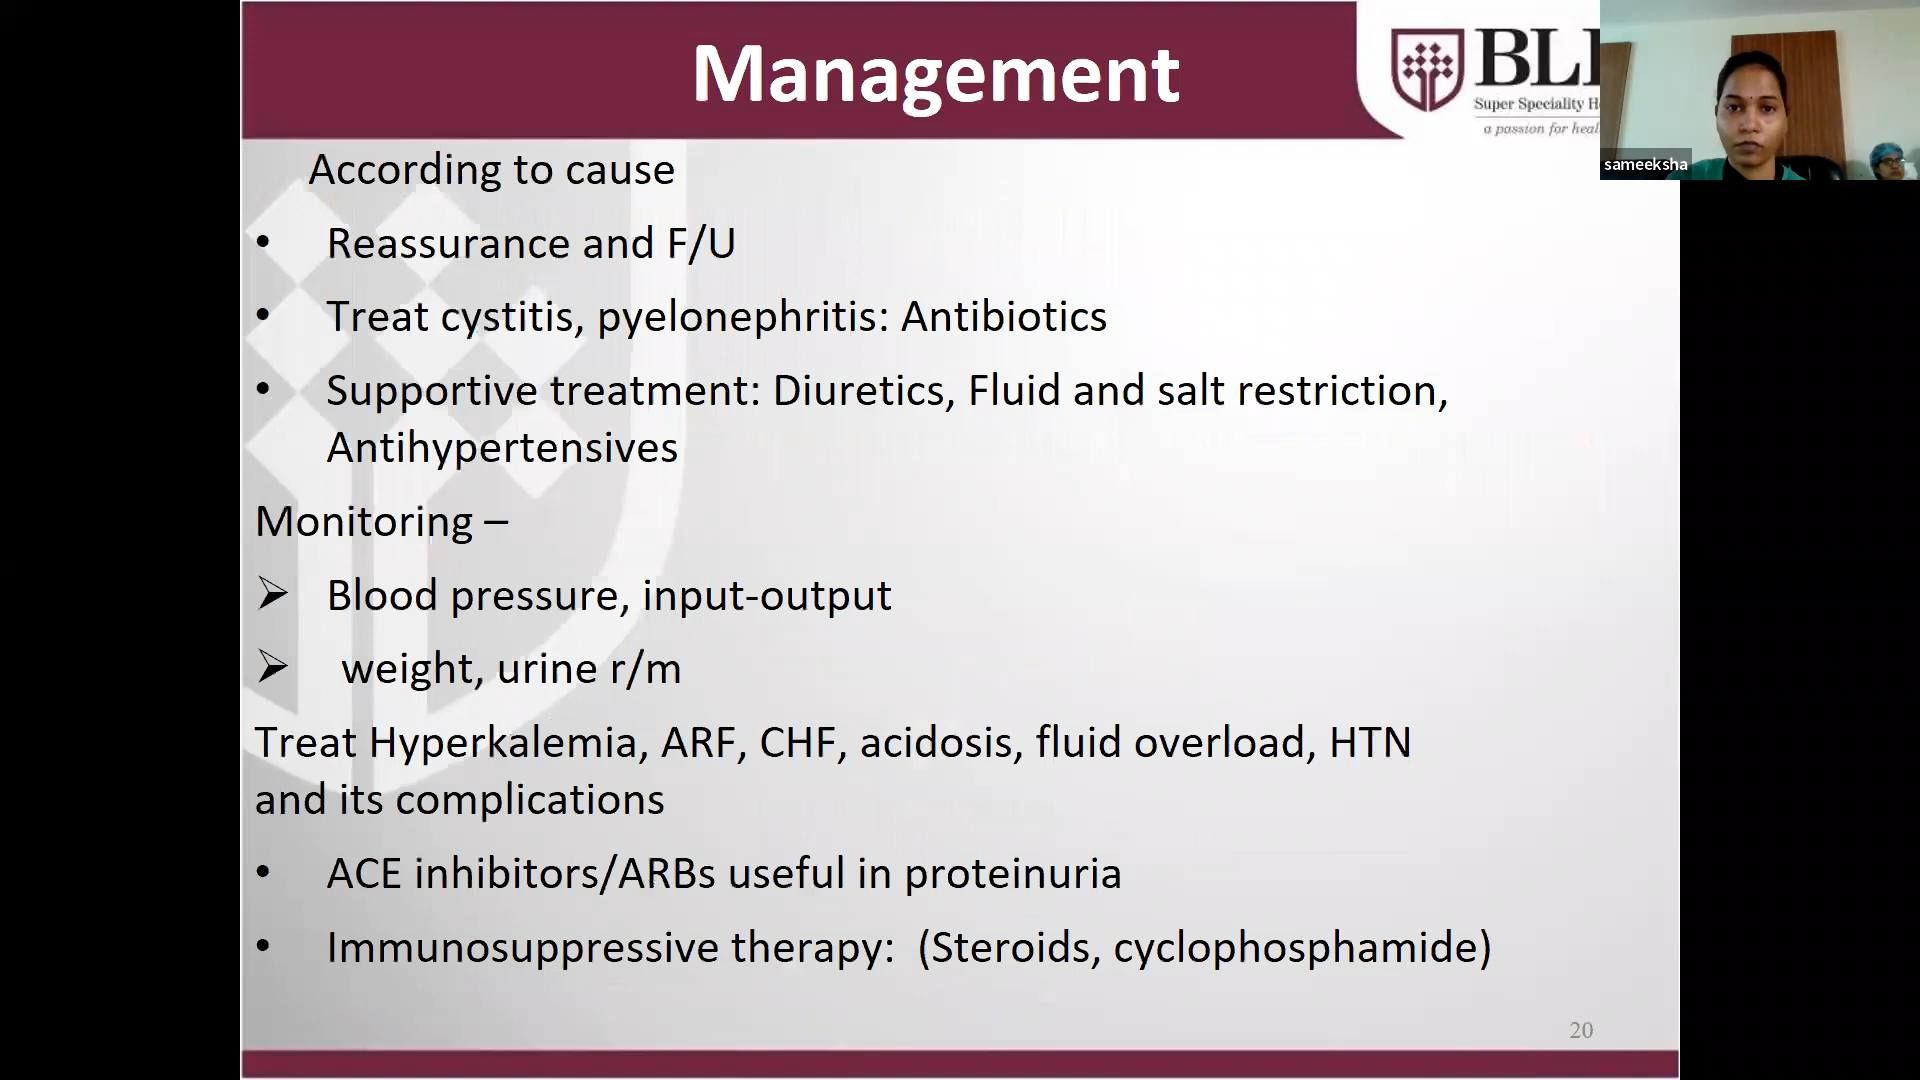 Management
BL
Super Speciality
a passion for
sameeksha
According to cause
• Reassurance and F/U
• Treat cystitis, pyelonephritis: Antibiotics
• Supportive treatment: Diuretics, Fluid and salt restriction,
Antihypertensives
Monitoring –
➢ Blood pressure, input-output
➢ weight, urine r/m
Treat Hyperkalemia, ARF, CHF, acidosis, fluid overload, HTN
and its complications
• ACE inhibitors/ARBs useful in proteinuria
• Immunosuppressive therapy: (Steroids, cyclophosphamide)
20